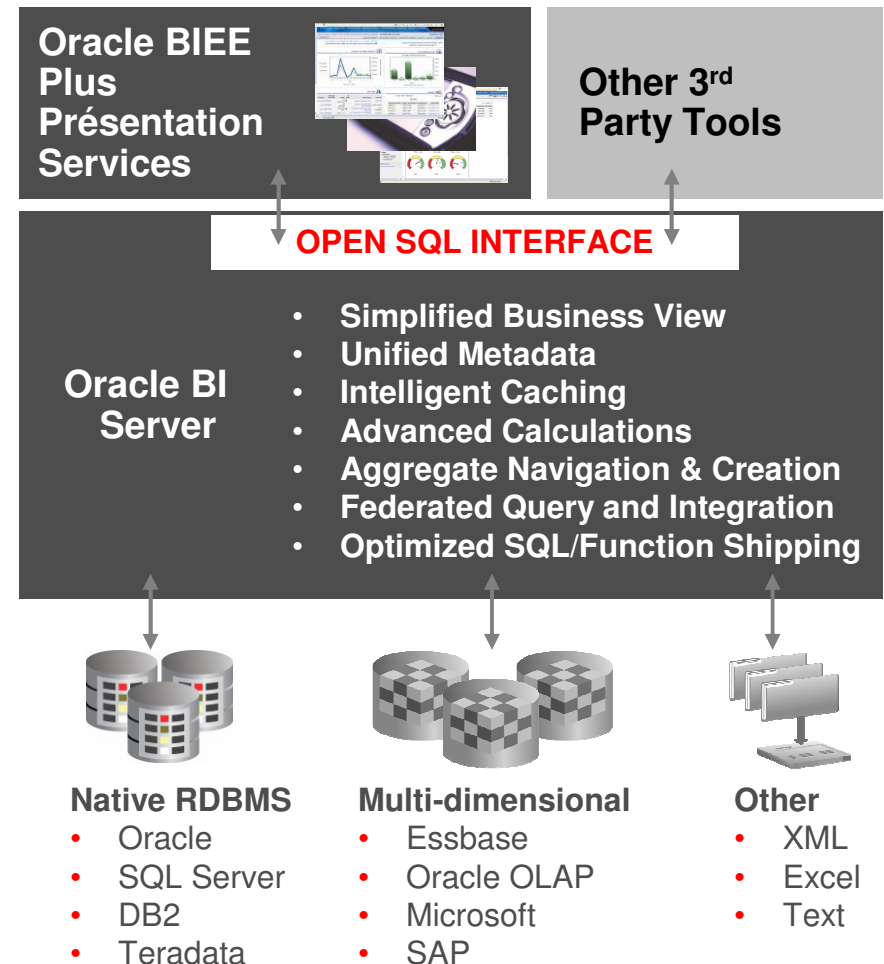 Oracle BIEE
Plus
Présentation
Services
Other 3rd
Party Tools
OPEN SQL INTERFACE
Oracle BI
Server
• Simplified Business View
• Unified Metadata
• Intelligent Caching
• Advanced Calculations
• Aggregate Navigation & Creation
• Federated Query and Integration
• Optimized SQL/Function Shipping
Native RDBMS
• Oracle
• SQL Server
• DB2
• Teradata
Multi-dimensional
• Essbase
• Oracle OLAP
• Microsoft
• SAP
Other
• XML
• Excel
• Text